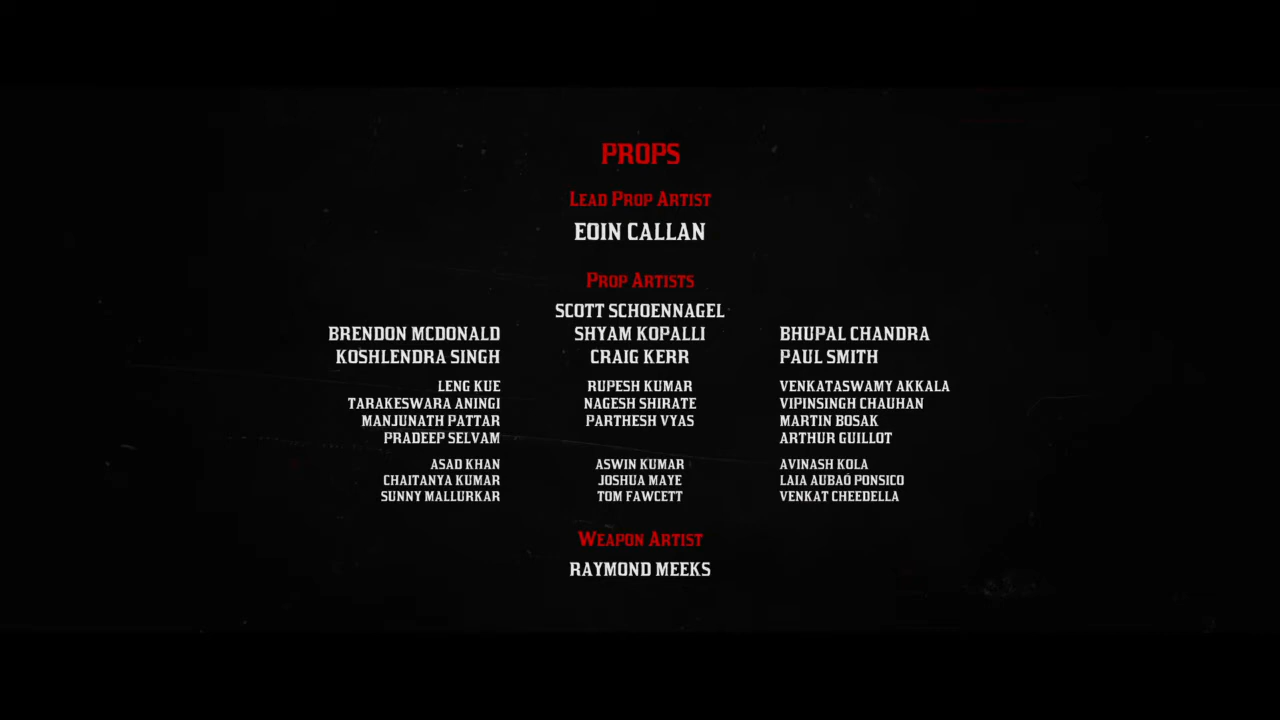 PROPS
LEAD PROP ARTIST
EOIN CALLAN
PROP ARTISTS
SCOTT SCHOENNAGEL
BRENDON MCDONALD SHYAM KOPALLI BHUPAL CHANDRA
KOSHLENDRA SINGH CRAIG KERR PAUL SMITH
LENG KUE RUPESH KUMAR VENKATASWAMY AKKALA
TARAKESWARA ANINGI NAGESH SHIRATE VIPINSINGH CHAUHAN
MANJUNATH PATTAR PARTHESH VYAS MARTIN BOSAK
PRADEEP SELVAM ARTHUR GUILLOT
ASAD KHAN ASWIN KUMAR AVINASH KOLA
CHAITANYA KUMAR JOSHUA MAYE LAIA AUBAÓ PONSICO
SUNNY MALLURKAR TOM FAWCETT VENKAT CHEEDELLA
WEAPON ARTIST
RAYMOND MEEKS